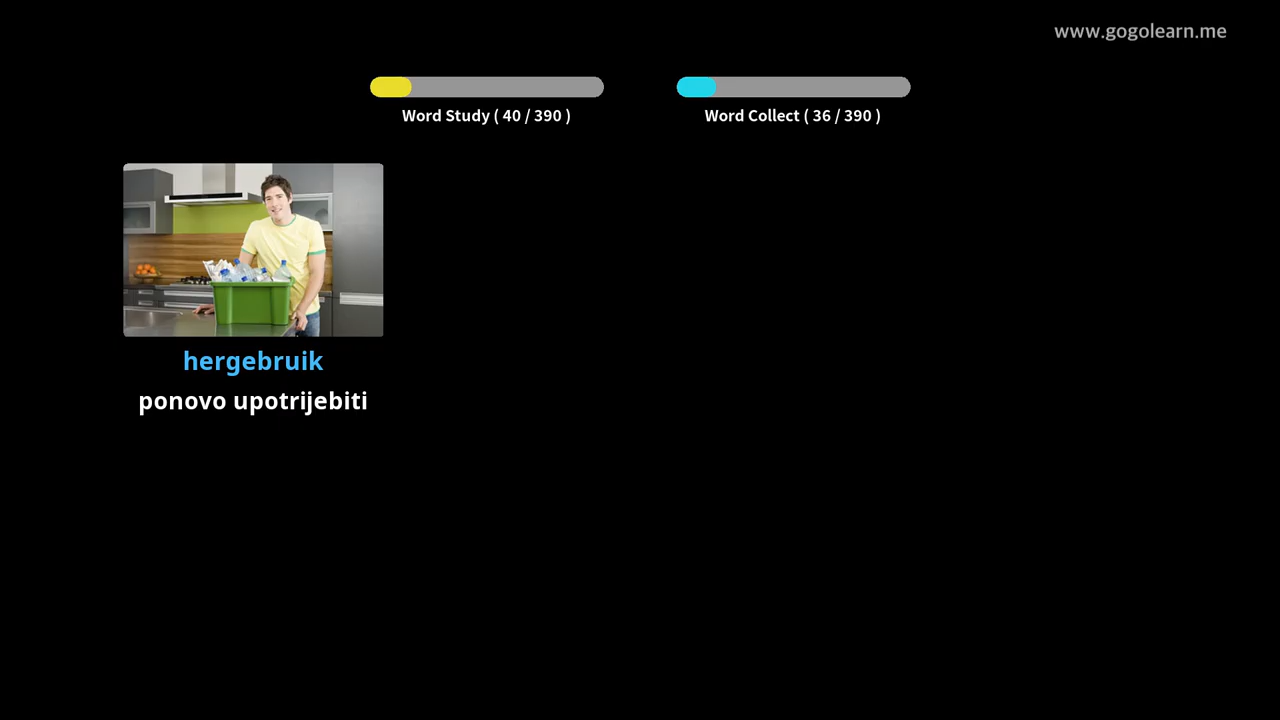 www.gogolearn.me
Word Study ( 40 / 390 )
Word Collect ( 36 / 390 )
hergebruik
ponovo upotrijebiti